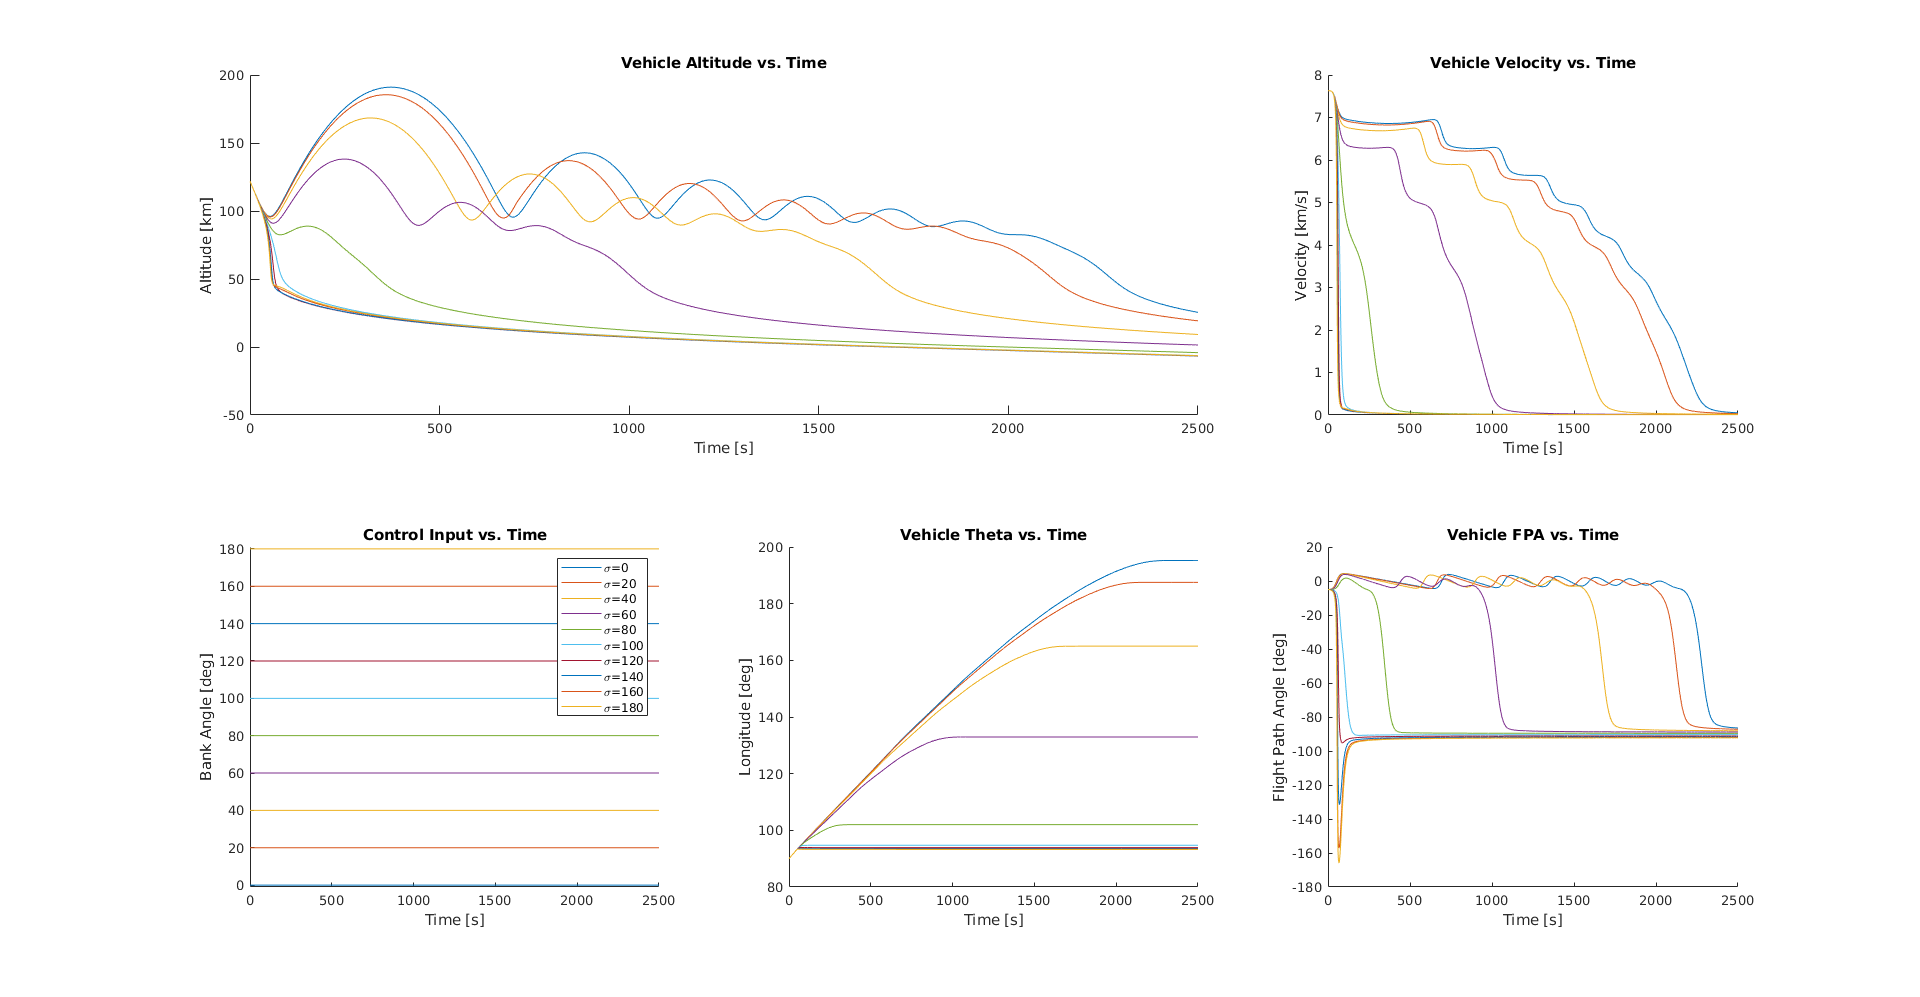 Vehicle Altitude vs. Time
200
150
100
50
0
-50
Altitude [km]
0 500 1000 1500 2000 2500
Time [s]
Vehicle Velocity vs. Time
8
7
6
5
4
3
2
1
0
Velocity [km/s]
0 500 1000 1500 2000 2500
Time [s]
Control Input vs. Time
180
160
140
120
100
80
60
40
20
0
Bank Angle [deg]
0 500 1000 1500 2000 2500
Time [s]
σ=0
σ=20
σ=40
σ=60
σ=80
σ=100
σ=120
σ=140
σ=160
σ=180
Vehicle Theta vs. Time
200
180
160
140
120
100
80
Longitude [deg]
0 500 1000 1500 2000 2500
Time [s]
Vehicle FPA vs. Time
20
0
-20
-40
-60
-80
-100
-120
-140
-160
-180
Flight Path Angle [deg]
0 500 1000 1500 2000 2500
Time [s]